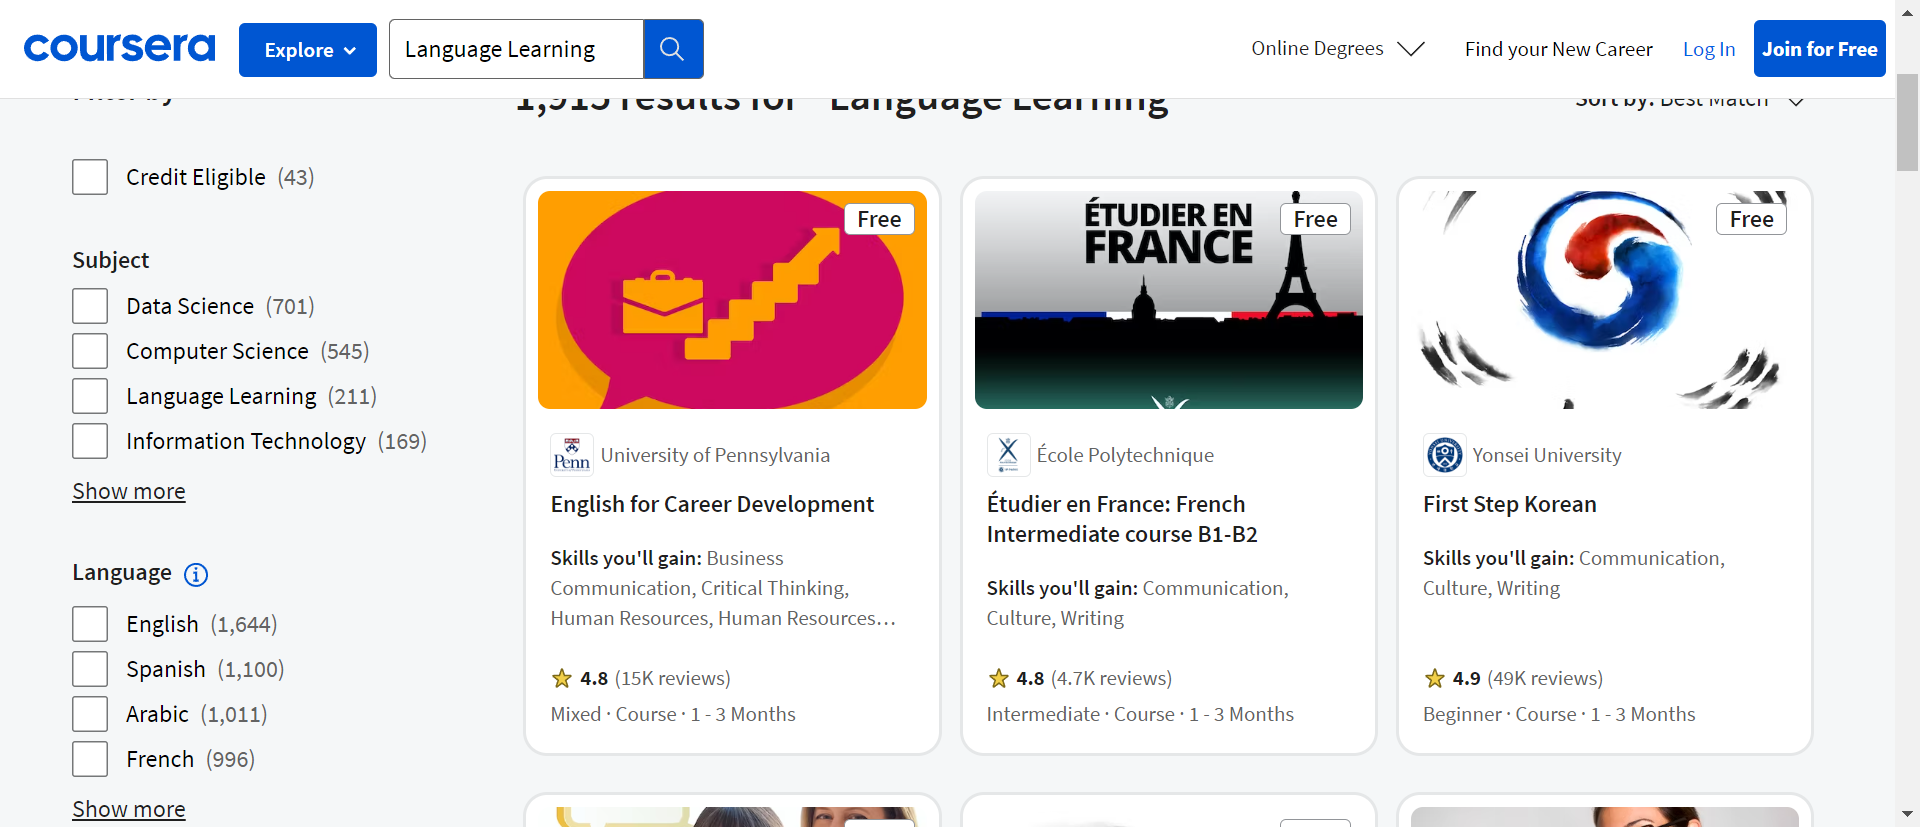 coursera
Explore
Language Learning
Online Degrees
Find your New Career
Log In
Join for Free
Filter by
1,915 results for "Language Learning
Sort by: Best Match
Credit Eligible (43)
Subject
Data Science (701)
Computer Science (545)
Language Learning (211)
Information Technology (169)
Show more
Language
English (1,644)
Spanish (1,100)
Arabic (1,011)
French (996)
Show more
Free
Penn
University of Pennsylvania
English for Career Development
Skills you'll gain: Business
Communication, Critical Thinking,
Human Resources, Human Resources…
4.8 (15K reviews)
Mixed · Course · 1 - 3 Months
ÉTUDIER EN
FRANCE
Free
École Polytechnique
Étudier en France: French
Intermediate course B1-B2
Skills you'll gain: Communication,
Culture, Writing
4.8 (4.7K reviews)
Intermediate · Course · 1 - 3 Months
Free
Yonsei University
First Step Korean
Skills you'll gain: Communication,
Culture, Writing
4.9 (49K reviews)
Beginner · Course · 1 - 3 Months